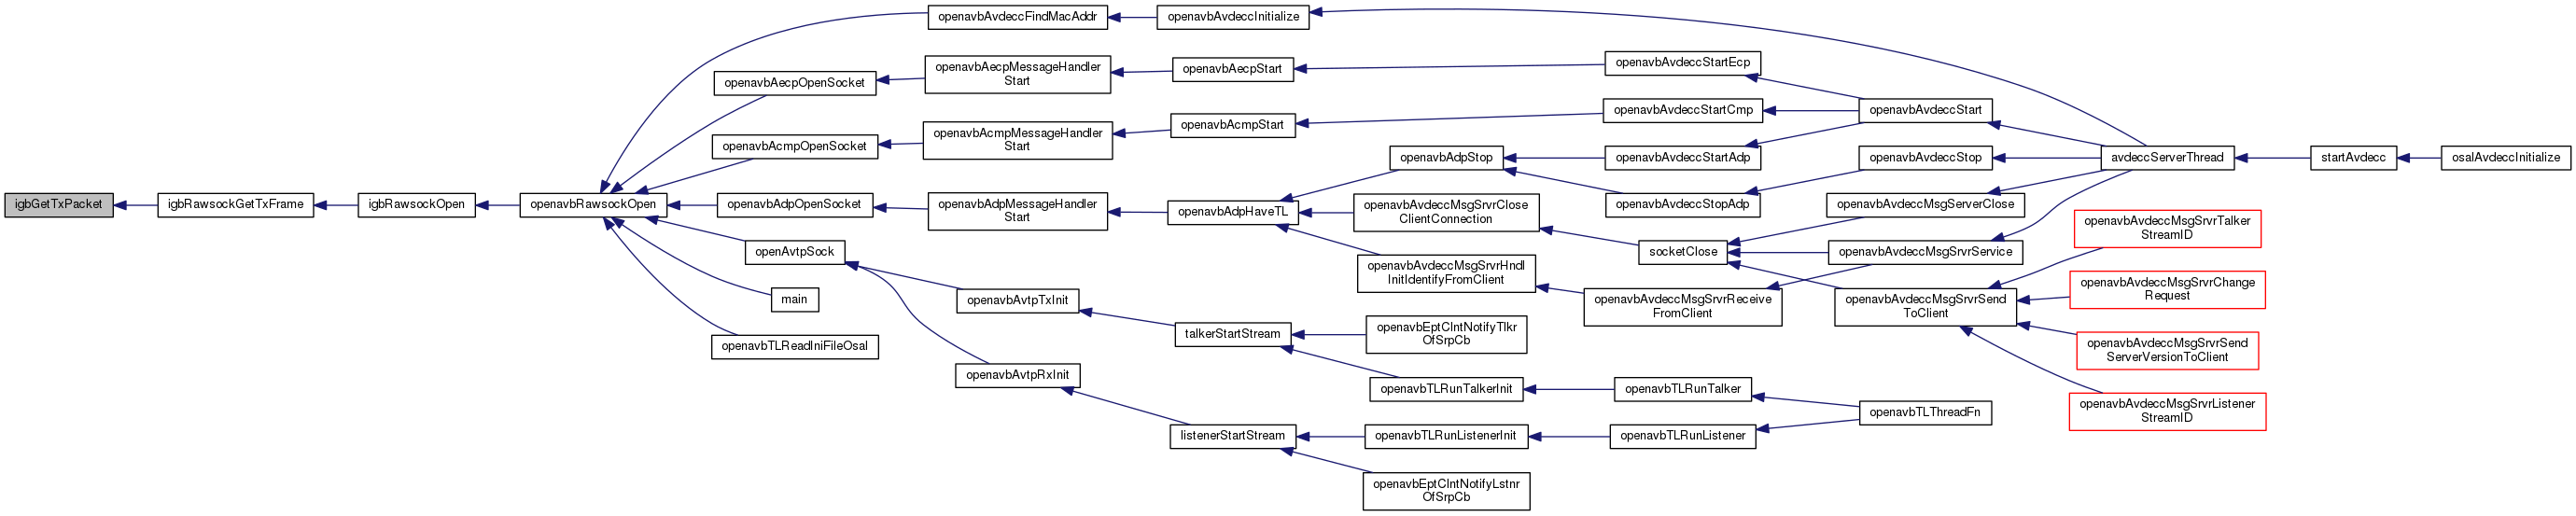 igbGetTxPacket
igbRawsockGetTxFrame
igbRawsockOpen
openavbRawsockOpen
openavbAvdeccFindMacAddr
openavbAvdeccInitialize
openavbAecpOpenSocket
openavbAecpMessageHandler
Start
openavbAecpStart
openavbAvdeccStartEcp
openavbAcmpOpenSocket
openavbAcmpMessageHandler
Start
openavbAcmpStart
openavbAvdeccStartCmp
openavbAvdeccStart
openavbAdpStop
openavbAvdeccStartAdp
openavbAvdeccStop
avdeccServerThread
startAvdecc
osalAvdeccInitialize
openavbAdpOpenSocket
openavbAdpMessageHandler
Start
openavbAdpHaveTL
openavbAvdeccMsgSrvrClose
ClientConnection
openavbAvdeccStopAdp
openavbAvdeccMsgServerClose
openavbAvdeccMsgSrvrTalker
StreamID
openAvtpSock
socketClose
openavbAvdeccMsgSrvrService
openavbAvdeccMsgSrvrHndl
InitIdentifyFromClient
openavbAvdeccMsgSrvrChange
Request
main
openavbAvtpTxInit
openavbAvdeccMsgSrvrReceive
FromClient
openavbAvdeccMsgSrvrSend
ToClient
openavbTLReadIniFileOsal
talkerStartStream
openavbEptClntNotifyTlkr
OfSrpCb
openavbAvdeccMsgSrvrSend
ServerVersionToClient
openavbAvtpRxInit
openavbTLRunTalkerInit
openavbTLRunTalker
openavbTLThreadFn
openavbAvdeccMsgSrvrListener
StreamID
listenerStartStream
openavbTLRunListenerInit
openavbTLRunListener
openavbEptClntNotifyLstnr
OfSrpCb